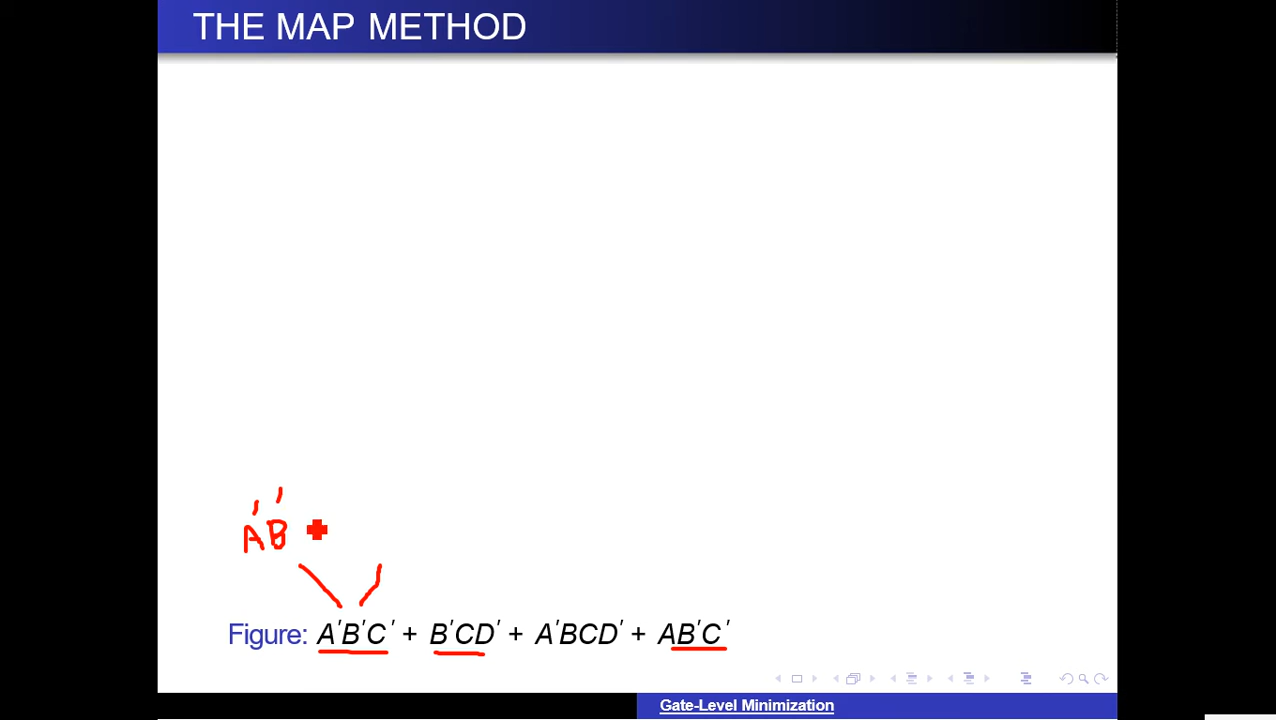 THE MAP METHOD
A'B'
Figure: A′B′C′ + B′CD′ + A′BCD′ + AB′C′
Gate-Level Minimization